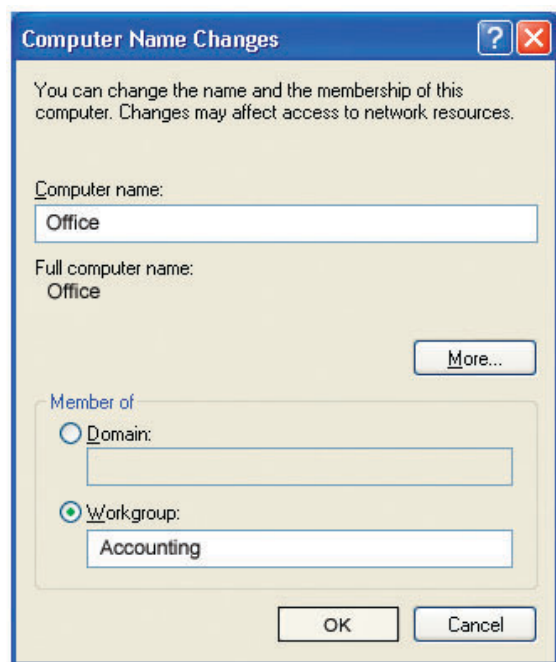 Computer Name Changes
You can change the name and the membership of this
computer. Changes may affect access to network resources.
Computer name:
Office
Full computer name:
Office
More...
Member of
Domain:
Workgroup:
Accounting
OK
Cancel